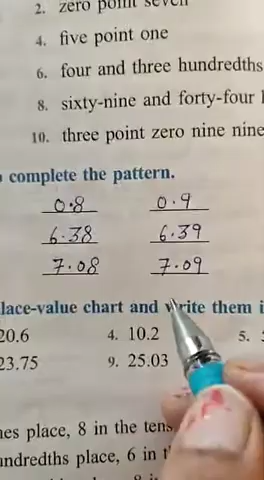 2. zero point seven
4. five point one
6. four and three hundredths
8. sixty-nine and forty-four
10. three point zero nine nine
complete the pattern.
0.8 0.9
6.38 6.39
7.08 7.09
lace-value chart and write them i
20.6 4. 10.2 5.
23.75 9. 25.03
nes place, 8 in the tens
undredths place, 6 in t